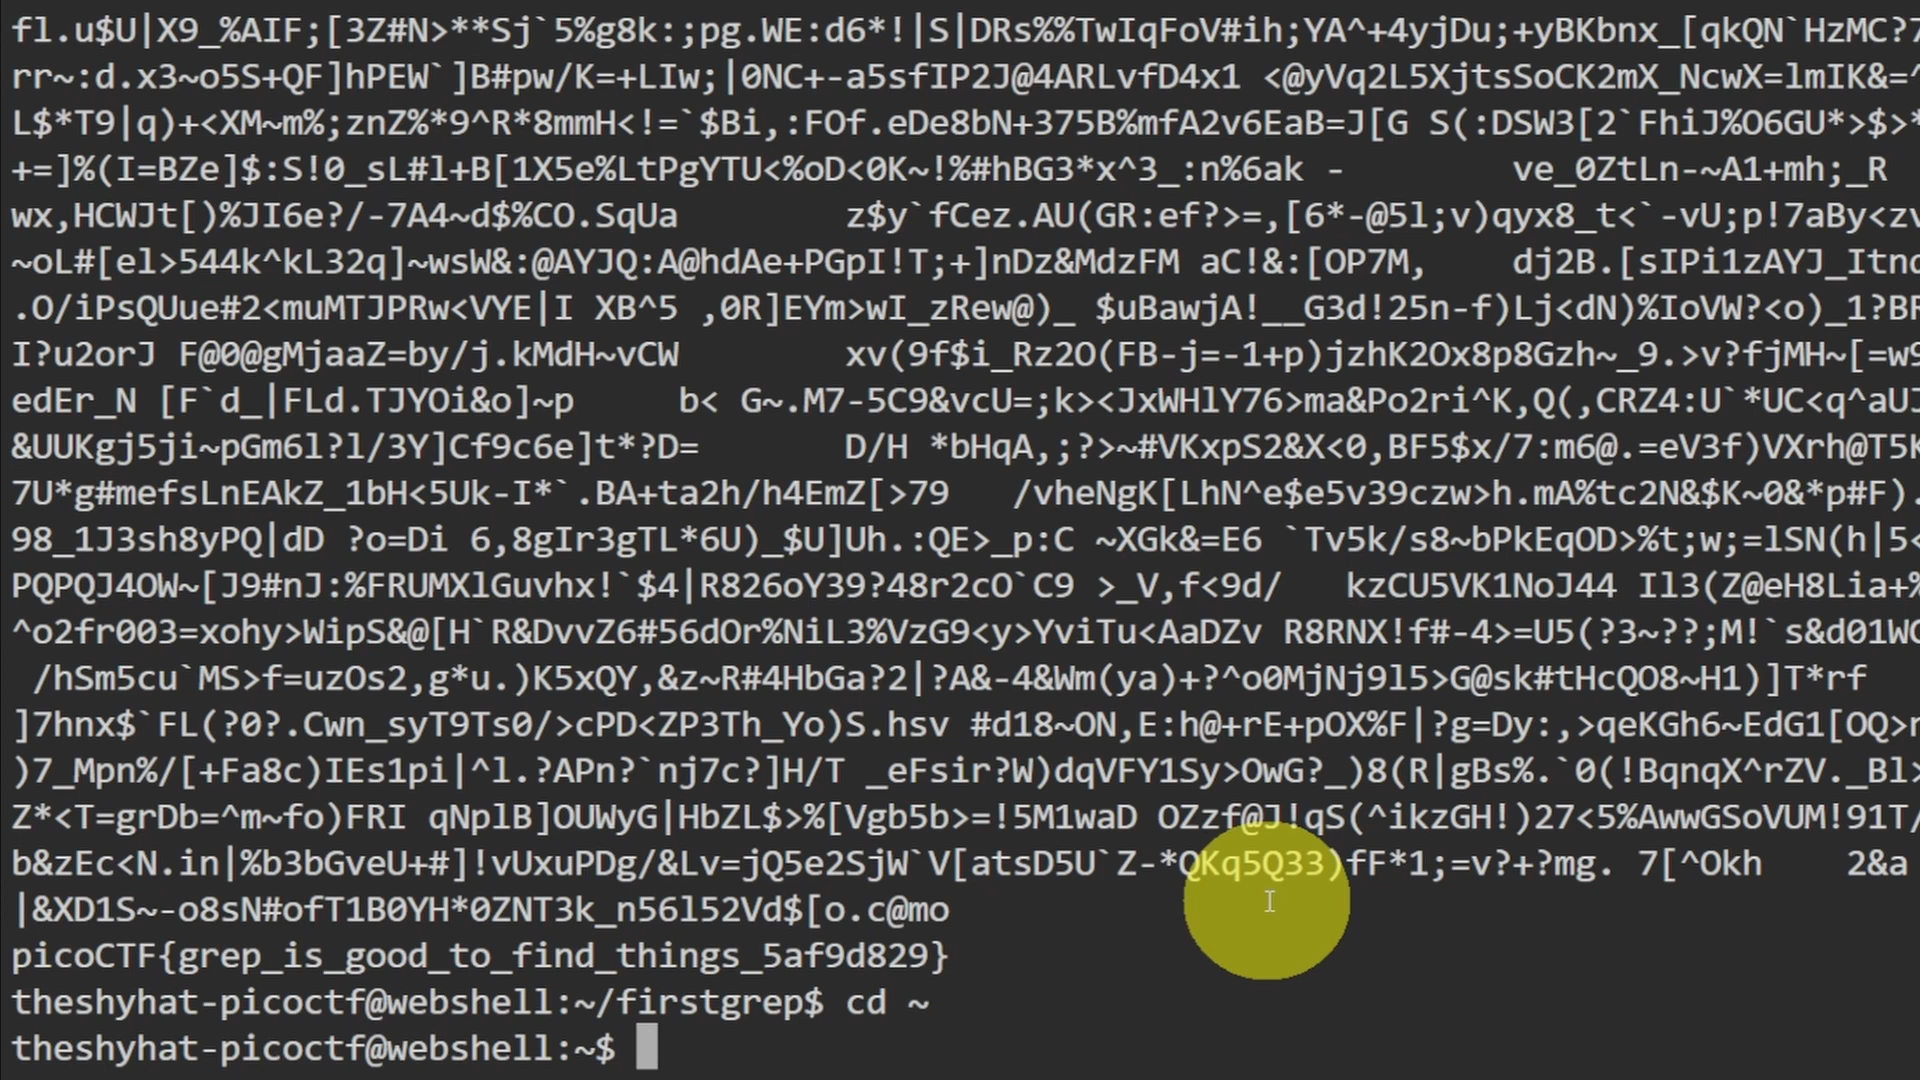 fl.u$U|X9_%AIF;[3Z#N>**Sj`5%g8k:;pg.WE:d6*!|S|DRs%%TwIqFoV#ih;YA^+4yjDu;+yBKbnx_[qkQN`HzMC?7
rr~:d.x3~o5S+QF]hPEW`]B#pw/K=+LIw;|0NC+-a5sfIP2J@4ARLvfD4x1 <@yVq2L5XjtsSoCK2mX_NcwX=lmIK&=^
L$*T9|q)+<XM~m%;znZ%*9^R*8mmH<!=`$Bi,:FOf.eDe8bN+375B%mfA2v6EaB=J[G S(:DSW3[2`FhiJ%O6GU*>$>*
+=]%(I=BZe]$:S!0_sL#l+B[1X5e%LtPgYTU<%oD<0K~!%#hBG3*x^3_:n%6ak -        ve_0ZtLn-~A1+mh;_R
wx,HCWJt[)%JI6e?/-7A4~d$%CO.SqUa        z$y`fCez.AU(GR:ef?>=,[6*-@5l;v)qyx8_t<`-vU;p!7aBy<zv
~oL#[el>544k^kL32q]~wsW&:@AYJQ:A@hdAe+PGpI!T;+]nDz&MdzFM aC!&:[OP7M,    dj2B.[sIPi1zAYJ_Itnd
.O/iPsQUue#2<muMTJPRw<VYE|I XB^5 ,0R]EYm>wI_zRew@)_ $uBawjA!__G3d!25n-f)Lj<dN)%IoVW?<o)_1?BF
I?u2orJ F@0@gMjaaZ=by/j.kMdH~vCW        xv(9f$i_Rz2O(FB-j=-1+p)jzhK2Ox8p8Gzh~_9.>v?fjMH~[=w9
edEr_N [F`d_|FLd.TJYOi&o]~p     b< G~.M7-5C9&vcU=;k><JxWHlY76>ma&Po2ri^K,Q(,CRZ4:U`*UC<q^aUJ
&UUKgj5ji~pGm6l?l/3Y]Cf9c6e]t*?D=       D/H *bHqA,;?>~#VKxpS2&X<0,BF5$x/7:m6@.=eV3f)VXrh@T5K
7U*g#mefsLnEAkZ_1bH<5Uk-I*`.BA+ta2h/h4EmZ[>79   /vheNgK[LhN^e$e5v39czw>h.mA%tc2N&$K~0&*p#F).
98_1J3sh8yPQ|dD ?o=Di 6,8gIr3gTL*6U)_$U]Uh.:QE>_p:C ~XGk&=E6 `Tv5k/s8~bPkEqOD>%t;w;=lSN(h|5<
PQPQJ4OW~[J9#nJ:%FRUMXlGuvhx!`$4|R826oY39?48r2cO`C9 >_V,f<9d/   kzCU5VK1NoJ44 Il3(Z@eH8Lia+%
^o2fr003=xohy>WipS&@[H`R&DvvZ6#56dOr%NiL3%VzG9<y>YviTu<AaDZv R8RNX!f#-4>=U5(?3~??;M!`s&d01WC
 /hSm5cu`MS>f=uzOs2,g*u.)K5xQY,&z~R#4HbGa?2|?A&-4&Wm(ya)+?^o0MjNj9l5>G@sk#tHcQO8~H1)]T*rf
]7hnx$`FL(?0?.Cwn_syT9Ts0/>cPD<ZP3Th_Yo)S.hsv #d18~ON,E:h@+rE+pOX%F|?g=Dy:,>qeKGh6~EdG1[OQ>
)7_Mpn%/[+Fa8c)IEs1pi|^l.?APn?`nj7c?]H/T _eFsir?W)dqVFY1Sy>OwG?_)8(R|gBs%.`0(!BqnqX^rZV._Bl>
Z*<T=grDb=^m~fo)FRI qNplB]OUWyG|HbZL$>%[Vgb5b>=!5M1waD OZzf@J!qS(^ikzGH!)27<5%AwwGSoVUM!91T/
b&zEc<N.in|%b3bGveU+#]!vUxuPDg/&Lv=jQ5e2SjW`V[atsD5U`Z-*QKq5Q33)fF*1;=v?+?mg. 7[^Okh    2&a
|&XD1S~-o8sN#ofT1B0YH*0ZNT3k_n56l52Vd$[o.c@mo
picoCTF{grep_is_good_to_find_things_5af9d829}
theshyhat-picoctf@webshell:~/firstgrep$ cd ~
theshyhat-picoctf@webshell:~$